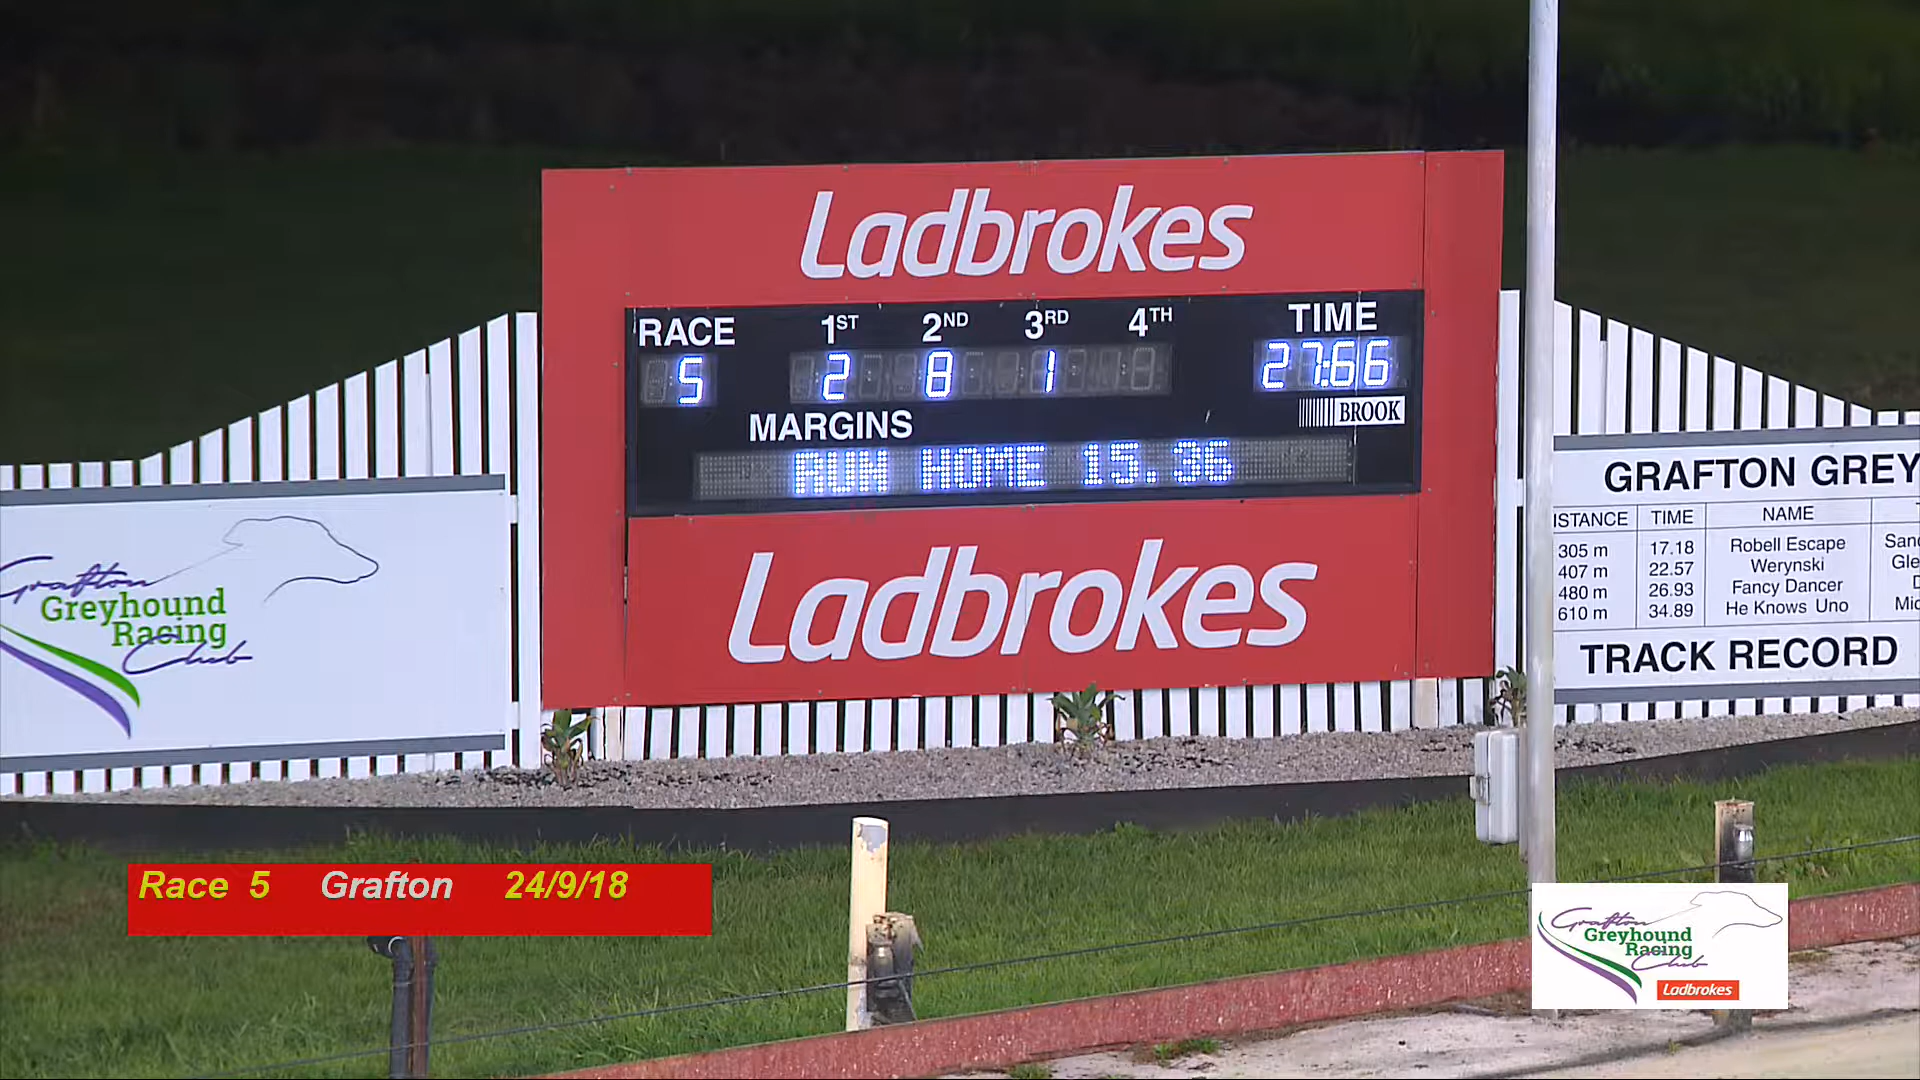 Ladbrokes
RACE 1ST 2ND 3RD 4TH TIME
5 2 8 1 27:66
MARGINS BROOK
RUN HOME 15.36
Ladbrokes
Grafton
Greyhound
Racing
Club
GRAFTON GREY
ISTANCE TIME NAME
305 m 17.18 Robell Escape
407 m 22.57 Werynski
480 m 26.93 Fancy Dancer
610 m 34.89 He Knows Uno
TRACK RECORD
Race 5 Grafton 24/9/18
Grafton
Greyhound
Racing
Club
Ladbrokes